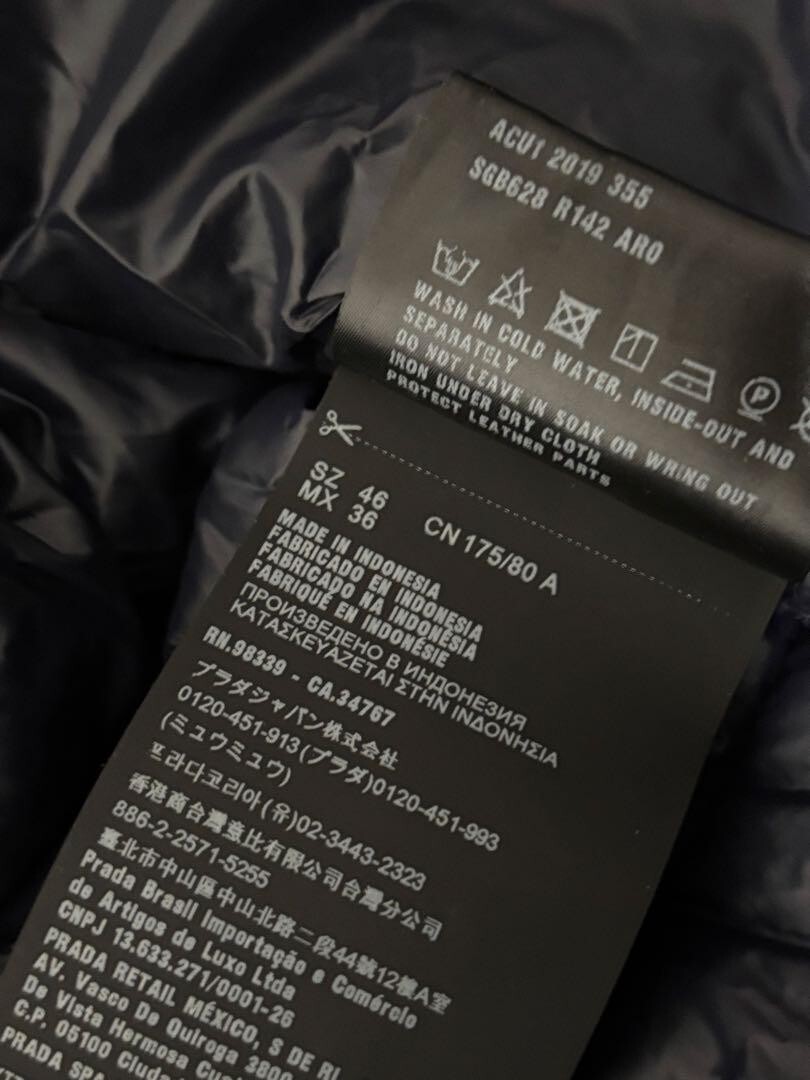 ACU1 2019 355
SGB628 R142 ARO
P
WASH IN COLD WATER, INSIDE-OUT AND
SEPARATELY
DO NOT LEAVE IN SOAK OR WRING OUT
IRON UNDER DRY CLOTH
PROTECT LEATHER PARTS
SZ 46
MX 36
CN 175/80 A
MADE IN INDONESIA
FABRICADO EN INDONESIA
FABRICADO NA INDONÉSIA
FABRIQUÉ EN INDONÉSIE
ПРОИЗВЕДЕНО В ИНДОНЕЗИЯ
ΚΑΤΑΣΚΕΥΑΖΕΤΑΙ ΣΤΗΝ ΙΝΔΟΝΗΣΙΑ
RN.98339 - CA.34767
プラダジャパン株式会社
0120-451-913(プラダ)0120-451-993
(ミュウミュウ)
프라다코리아(유)02-3443-2323
香港商台灣壹比有限公司台灣分公司
886-2-2571-5255
臺北市中山區中山北路二段44號12樓A室
Prada Brasil Importação e Comércio
de Artigos de Luxo Ltda
CNPJ 13.633.271/0001-26
PRADA RETAIL MÉXICO, S DE RL
AV. Vasco De Quiroga 3800
De Vista Hermosa
C.P. 05100
PRADA